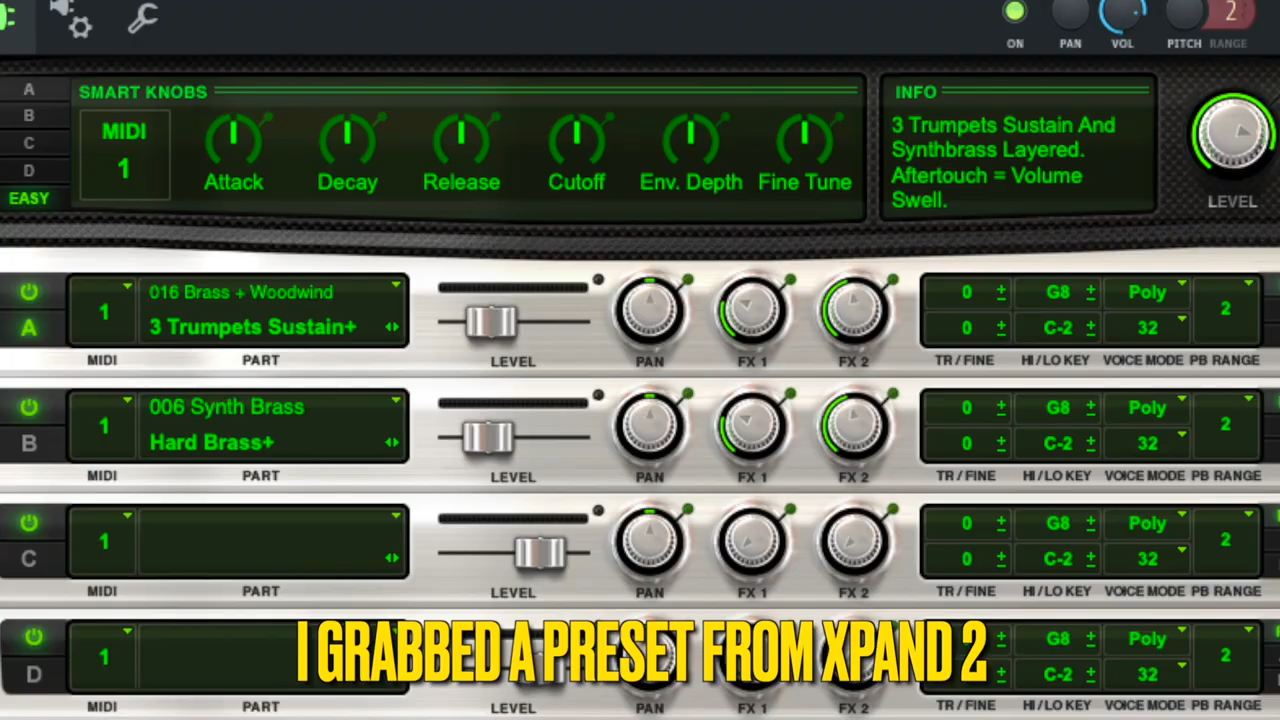 2
ON PAN VOL PITCH RANGE
A
B
C
D
EASY
SMART KNOBS
MIDI
1
Attack Decay Release Cutoff Env. Depth Fine Tune
INFO
3 Trumpets Sustain And
Synthbrass Layered.
Aftertouch = Volume
Swell.
LEVEL
A
1
016 Brass + Woodwind
3 Trumpets Sustain+
0 ± G8 ± Poly
0 ± C-2 ± 32
2
MIDI PART LEVEL PAN FX 1 FX 2 TR / FINE HI / LO KEY VOICE MODE PB RANGE
B
1
006 Synth Brass
Hard Brass+
0 ± G8 ± Poly
0 ± C-2 ± 32
2
MIDI PART LEVEL PAN FX 1 FX 2 TR / FINE HI / LO KEY VOICE MODE PB RANGE
C
1
0 ± G8 ± Poly
0 ± C-2 ± 32
2
MIDI PART LEVEL PAN FX 1 FX 2 TR / FINE HI / LO KEY VOICE MODE PB RANGE
D
1
G8 ± Poly
C-2 ± 32
2
I GRABBED A PRESET FROM XPAND 2
MIDI PART LEVEL PAN FX 1 FX 2 TR / FINE HI / LO KEY VOICE MODE PB RANGE